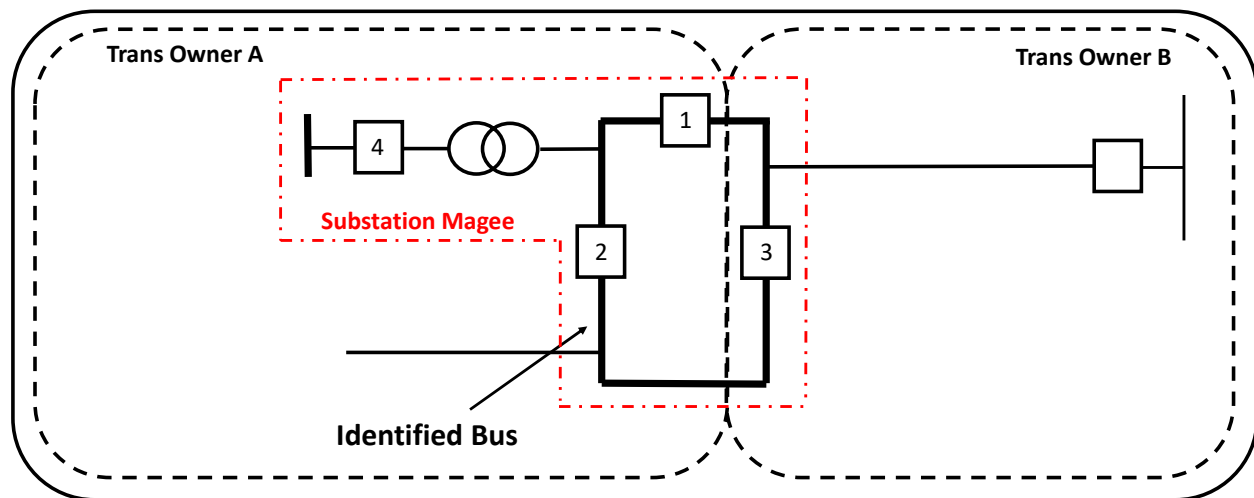 Trans Owner A
Trans Owner B
1
4
Substation Magee
2
3
Identified Bus